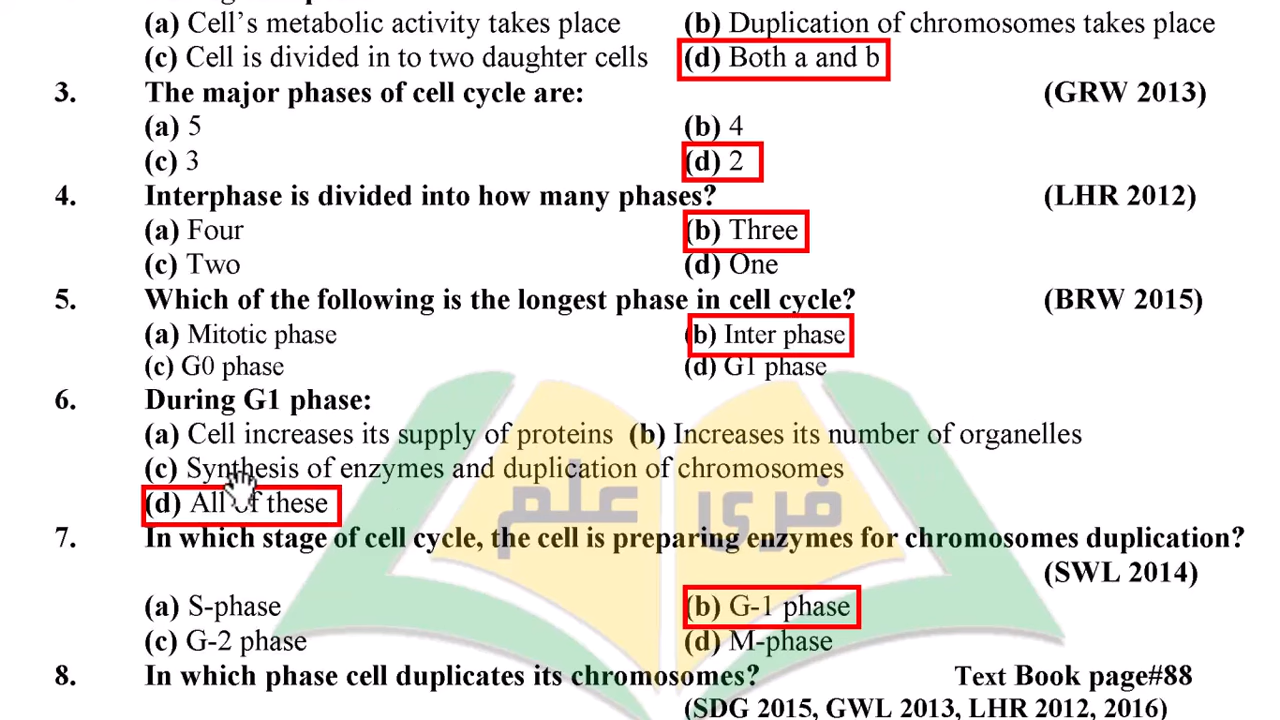 (a) Cell's metabolic activity takes place (b) Duplication of chromosomes takes place
(c) Cell is divided in to two daughter cells (d) Both a and b
3. The major phases of cell cycle are: (GRW 2013)
(a) 5 (b) 4
(c) 3 (d) 2
4. Interphase is divided into how many phases? (LHR 2012)
(a) Four (b) Three
(c) Two (d) One
5. Which of the following is the longest phase in cell cycle? (BRW 2015)
(a) Mitotic phase (b) Inter phase
(c) G0 phase (d) G1 phase
6. During G1 phase:
(a) Cell increases its supply of proteins (b) Increases its number of organelles
(c) Synthesis of enzymes and duplication of chromosomes
(d) All of these
فری علم
7. In which stage of cell cycle, the cell is preparing enzymes for chromosomes duplication?
(SWL 2014)
(a) S-phase (b) G-1 phase
(c) G-2 phase (d) M-phase
8. In which phase cell duplicates its chromosomes? Text Book page#88
(SDG 2015, GWL 2013, LHR 2012, 2016)